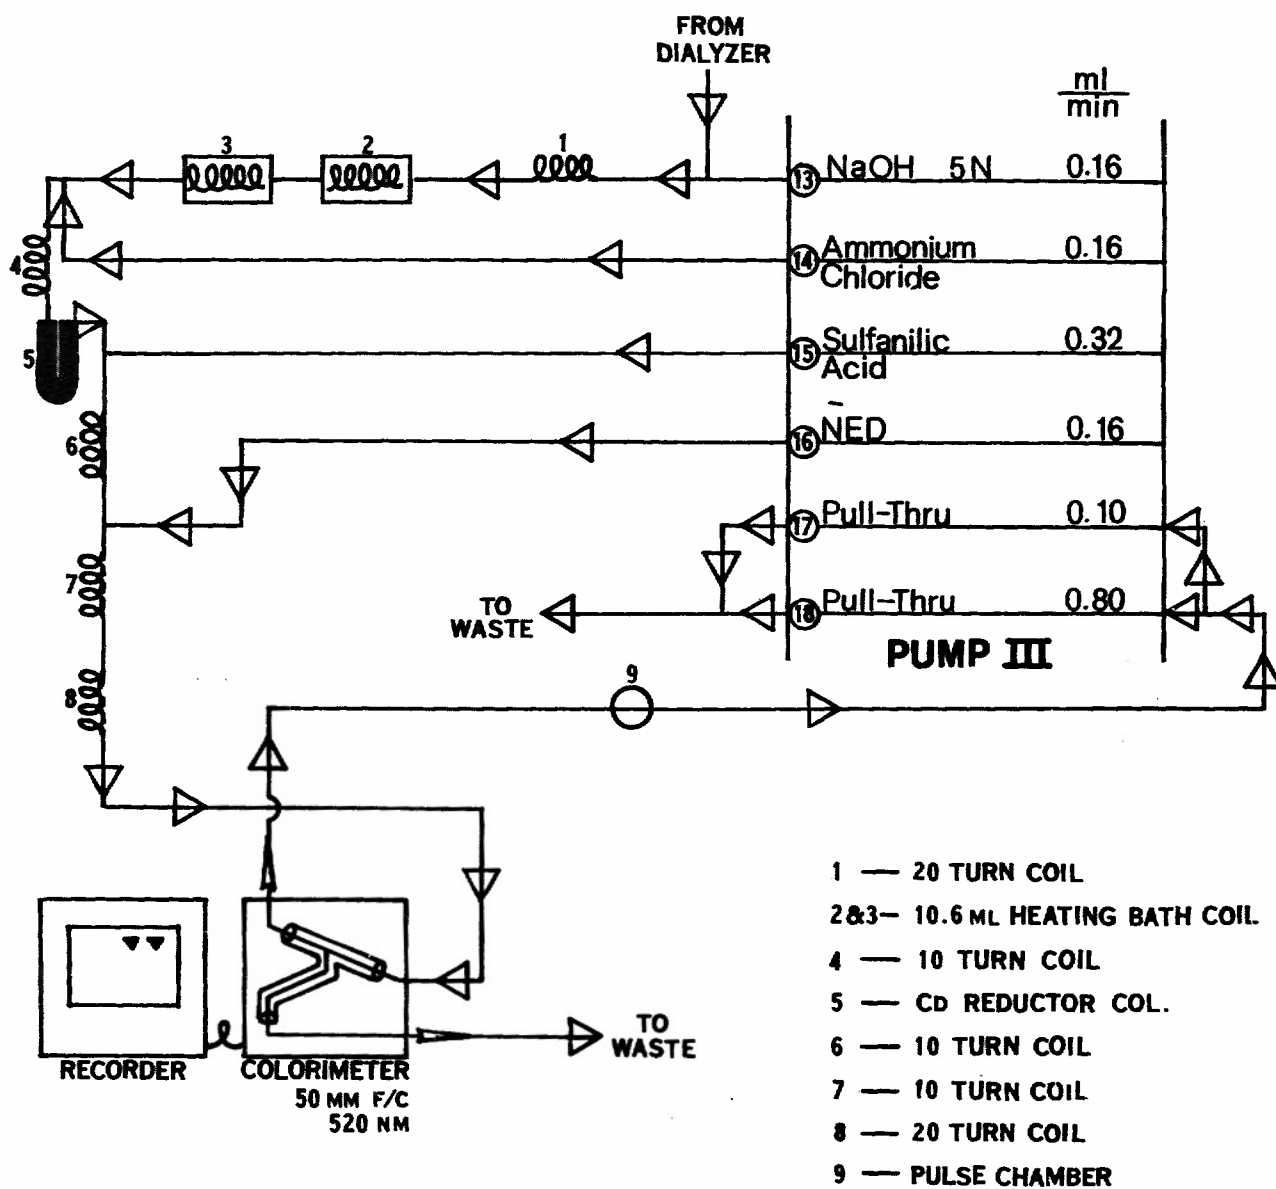 FROM
DIALYZER
ml
min
3
2
1
13 NaOH 5N 0.16
14 Ammonium 0.16
Chloride
4
15 Sulfanilic 0.32
Acid
5
16 NED 0.16
6
17 Pull-Thru 0.10
7
18 Pull-Thru 0.80
TO
WASTE
PUMP III
9
8
RECORDER
COLORIMETER
50 MM F/C
520 NM
TO
WASTE
1 — 20 TURN COIL
2&3– 10.6 ML HEATING BATH COIL
4 — 10 TURN COIL
5 — CD REDUCTOR COL.
6 — 10 TURN COIL
7 — 10 TURN COIL
8 — 20 TURN COIL
9 — PULSE CHAMBER